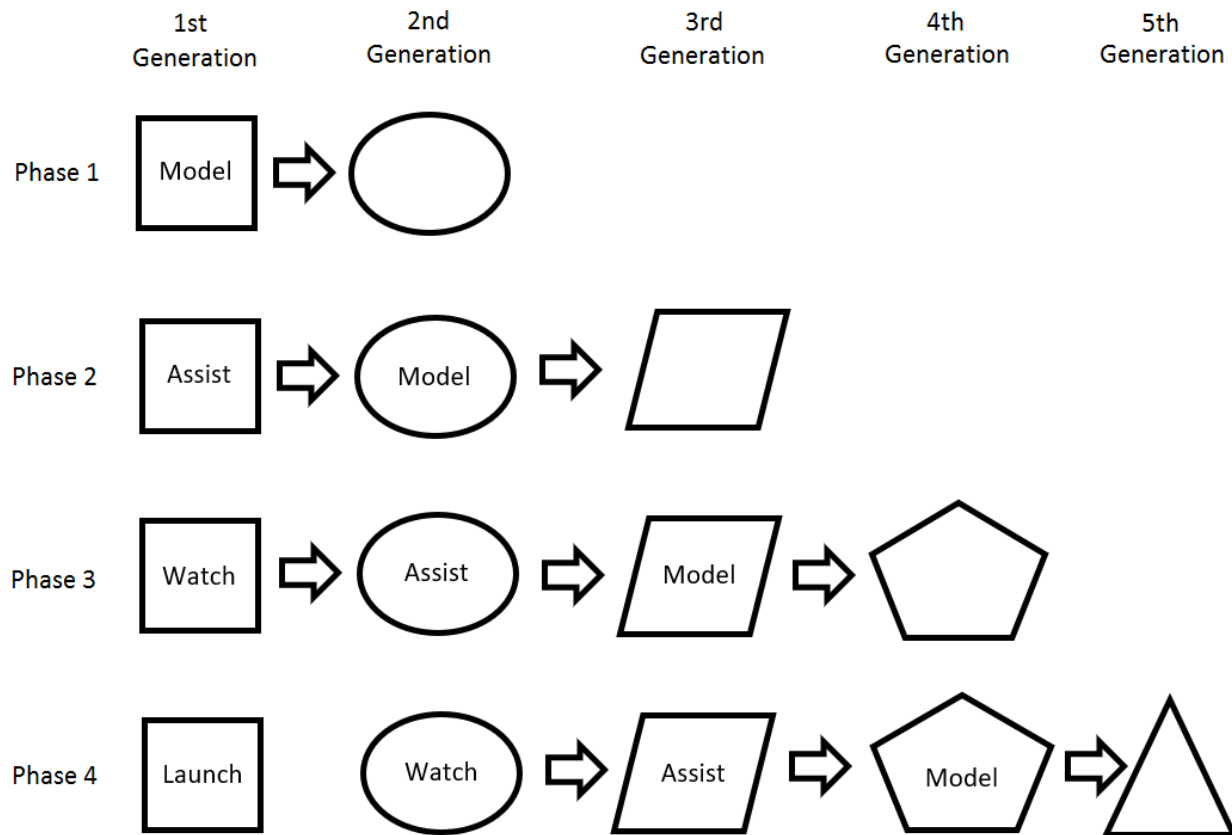 1st
Generation
2nd
Generation
3rd
Generation
4th
Generation
5th
Generation
Phase 1
Model
Phase 2
Assist
Model
Phase 3
Watch
Assist
Model
Phase 4
Launch
Watch
Assist
Model